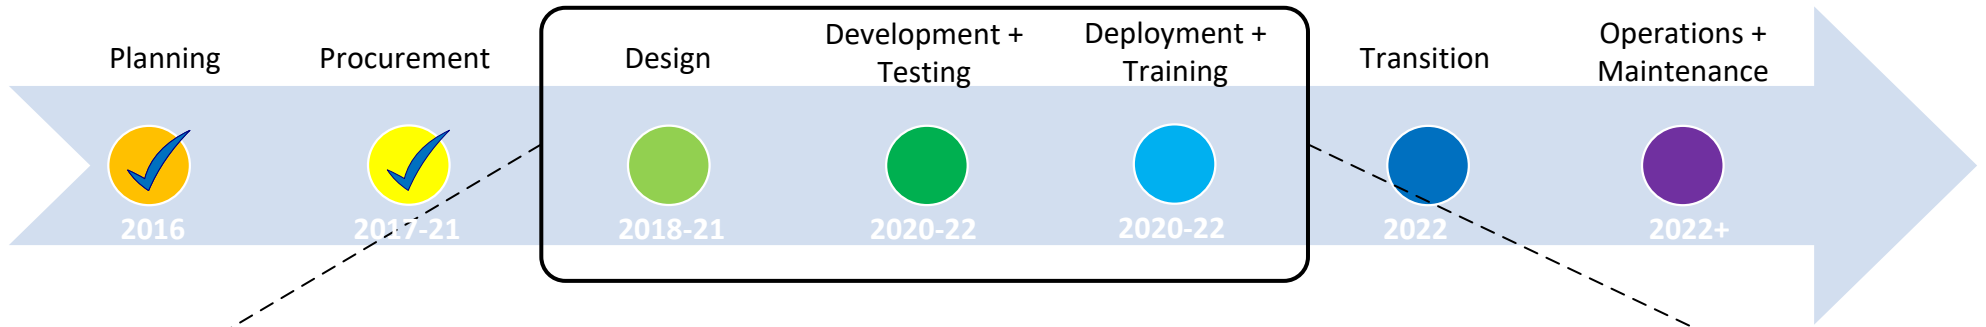 Planning
Procurement
Design
Development +
Testing
Deployment +
Training
Transition
Operations +
Maintenance
2016
2017-21
2018-21
2020-22
2020-22
2022
2022+